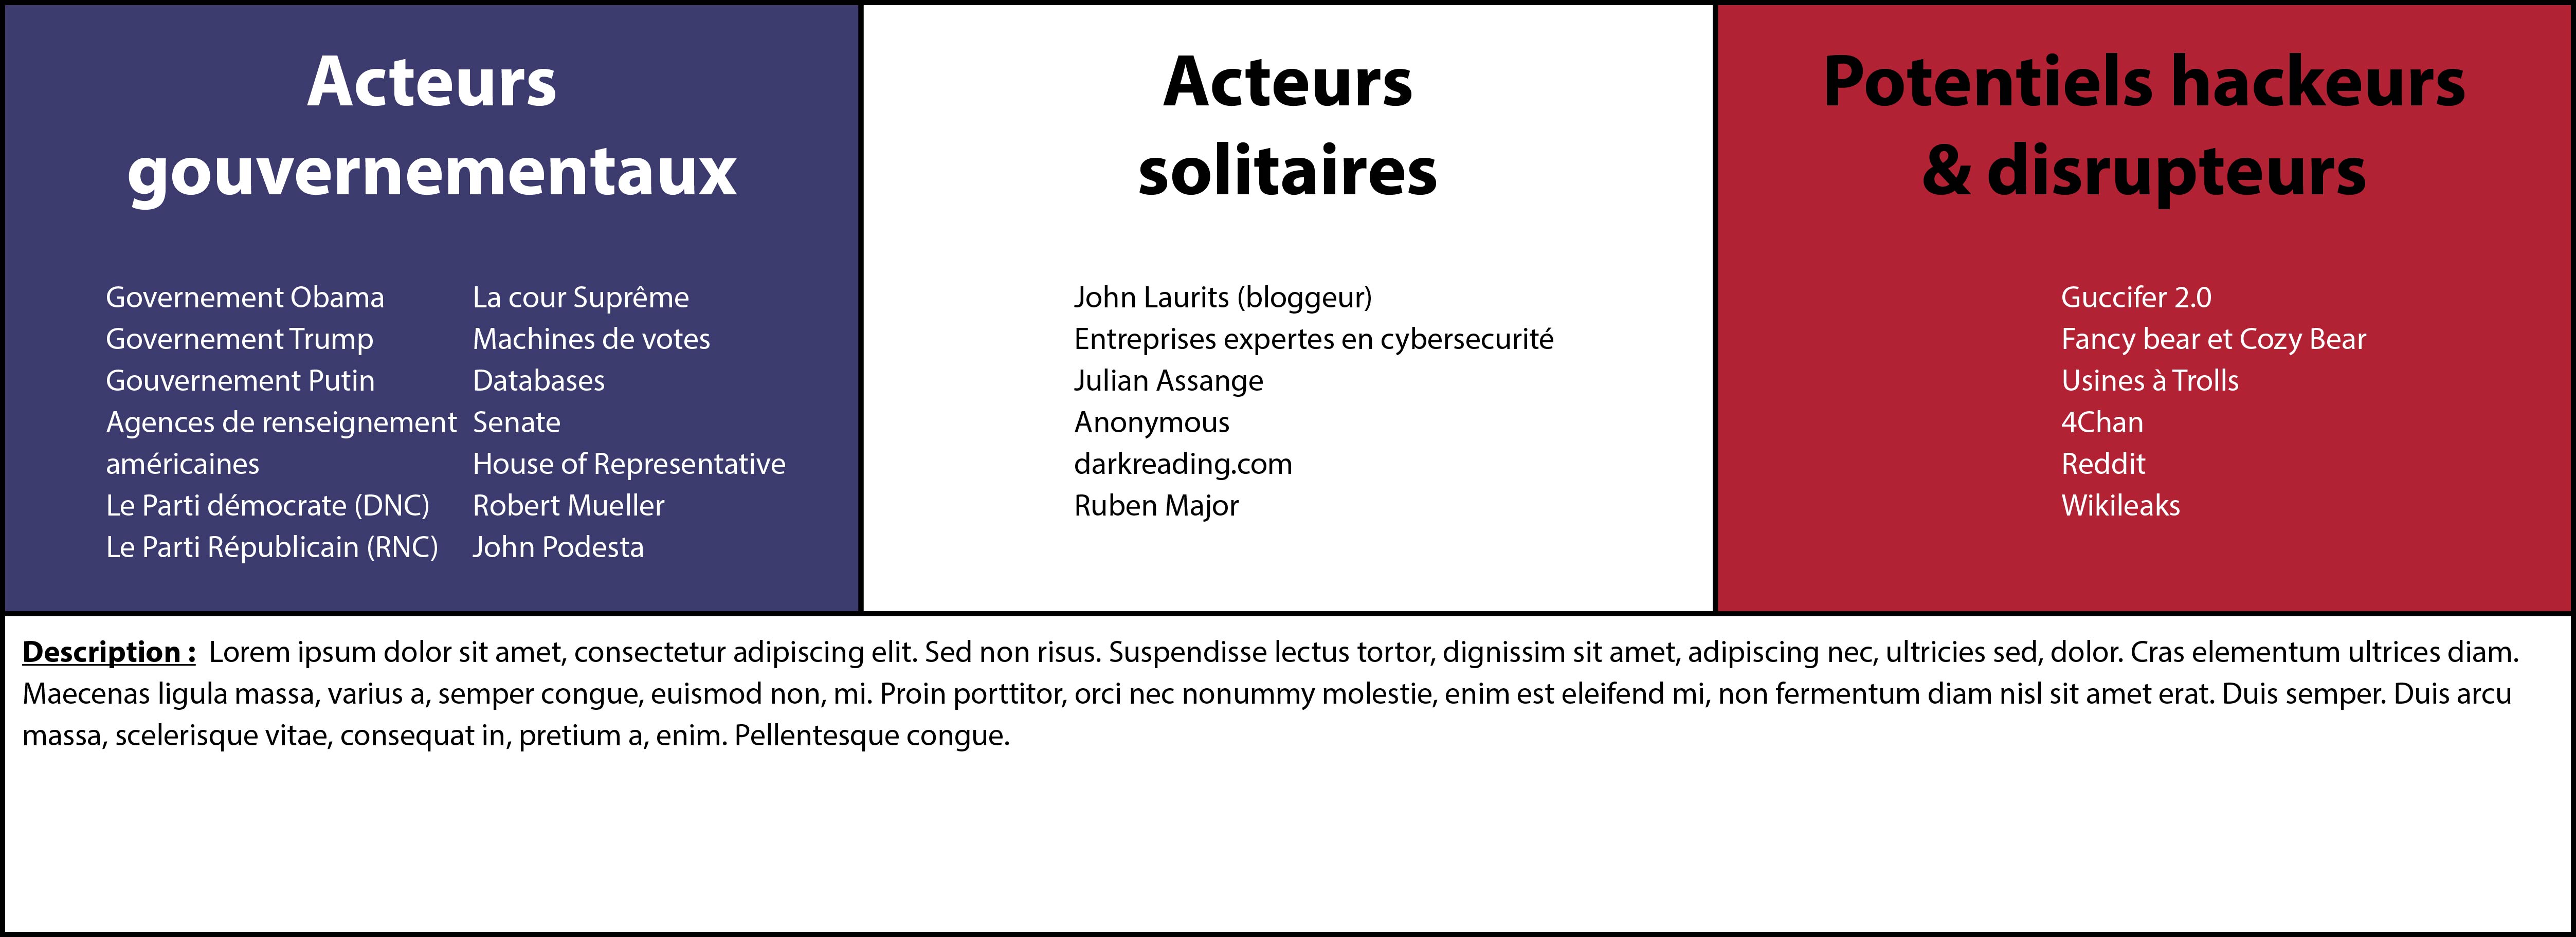 Acteurs
gouvernementaux
Governement Obama
Governement Trump
Gouvernement Putin
Agences de renseignement
américaines
Le Parti démocrate (DNC)
Le Parti Républicain (RNC)
La cour Suprême
Machines de votes
Databases
Senate
House of Representative
Robert Mueller
John Podesta
Acteurs
solitaires
John Laurits (bloggeur)
Entreprises expertes en cybersecurité
Julian Assange
Anonymous
darkreading.com
Ruben Major
Potentiels hackeurs
& disrupteurs
Guccifer 2.0
Fancy bear et Cozy Bear
Usines à Trolls
4Chan
Reddit
Wikileaks
Description : Lorem ipsum dolor sit amet, consectetur adipiscing elit. Sed non risus. Suspendisse lectus tortor, dignissim sit amet, adipiscing nec, ultricies sed, dolor. Cras elementum ultrices diam.
Maecenas ligula massa, varius a, semper congue, euismod non, mi. Proin porttitor, orci nec nonummy molestie, enim est eleifend mi, non fermentum diam nisl sit amet erat. Duis semper. Duis arcu
massa, scelerisque vitae, consequat in, pretium a, enim. Pellentesque congue.